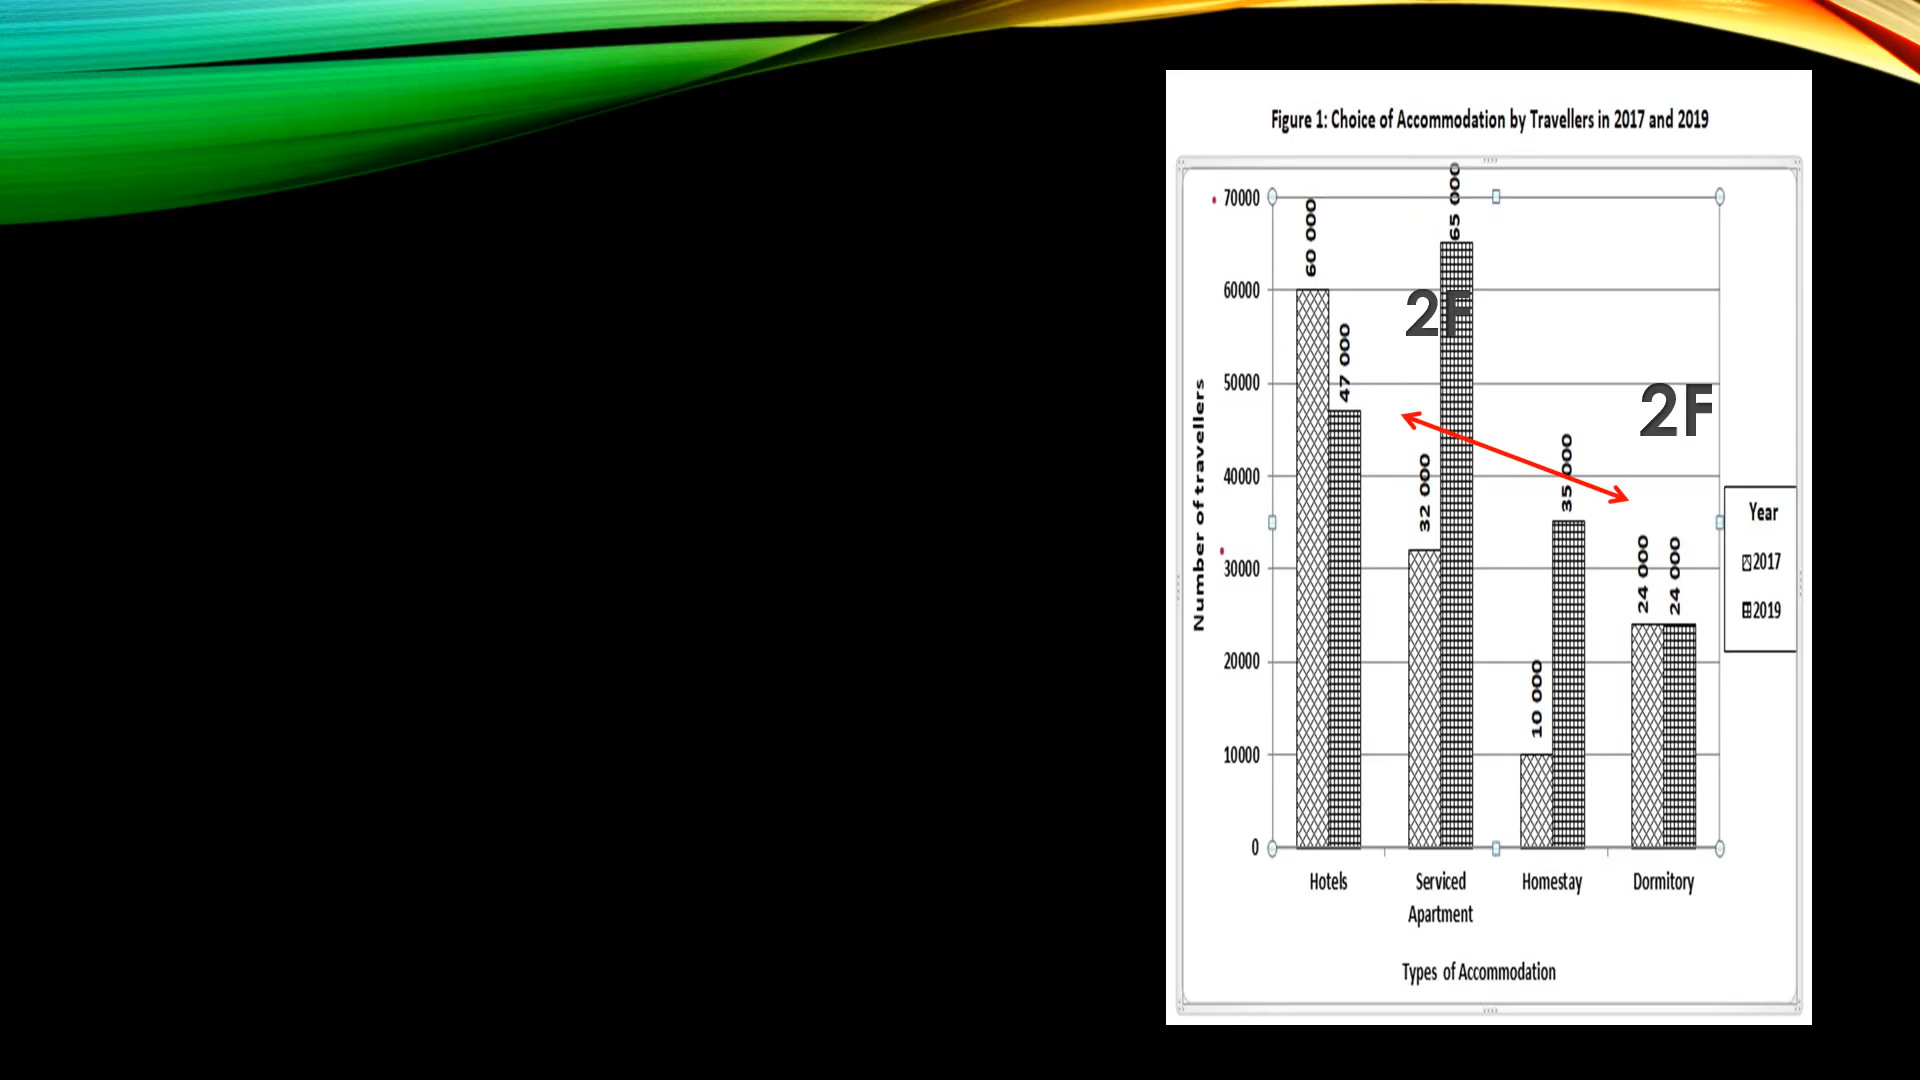 Figure 1: Choice of Accommodation by Travellers in 2017 and 2019
70000
60000
50000
40000
30000
20000
10000
0
Number of travellers
60 000
47 000
32 000
65 000
10 000
35 000
24 000
24 000
2F
2F
Year
2017
2019
Hotels
Serviced
Apartment
Homestay
Dormitory
Types of Accommodation